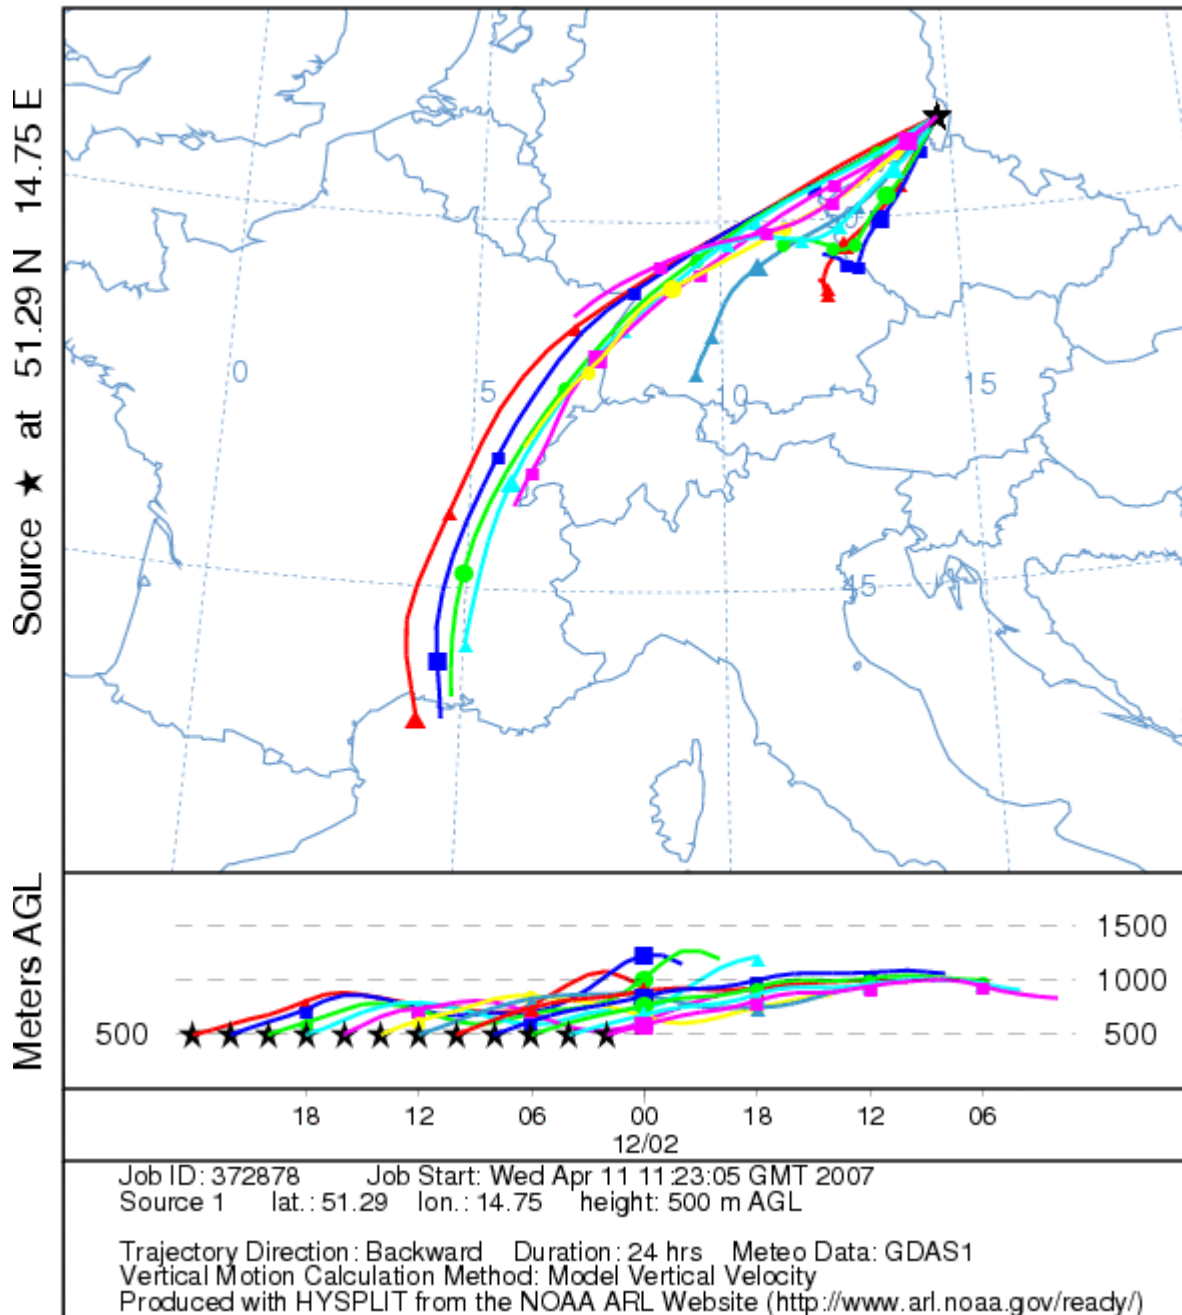 Source ★ at 51.29 N 14.75 E
0
5
10
15
45
Meters AGL
1500
1000
500
500
18 12 06 00 18 12 06
12/02
Job ID: 372878 Job Start: Wed Apr 11 11:23:05 GMT 2007
Source 1 lat.: 51.29 lon.: 14.75 height: 500 m AGL
Trajectory Direction: Backward Duration: 24 hrs Meteo Data: GDAS1
Vertical Motion Calculation Method: Model Vertical Velocity
Produced with HYSPLIT from the NOAA ARL Website (http://www.arl.noaa.gov/ready/)